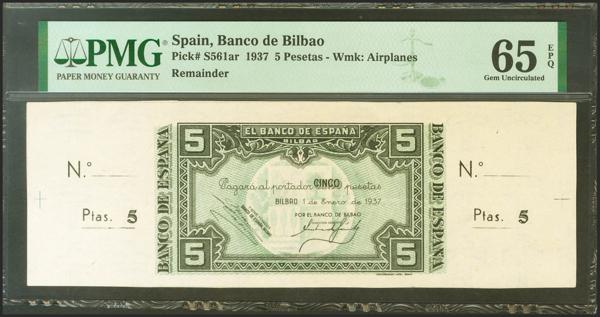 PMG
PAPER MONEY GUARANTY
Spain, Banco de Bilbao
Pick# S561ar 1937 5 Pesetas - Wmk: Airplanes
Remainder
65 EPQ
Gem Uncirculated
N.º
Ptas. 5
BANCO DE ESPAÑA
5
5
EL BANCO DE ESPAÑA
BILBAO
CINCO
Pagará al portador pesetas
BILBAO 1 de Enero de 1937
POR EL BANCO DE BILBAO
5
5
BANCO DE ESPAÑA
N.º
Ptas. 5